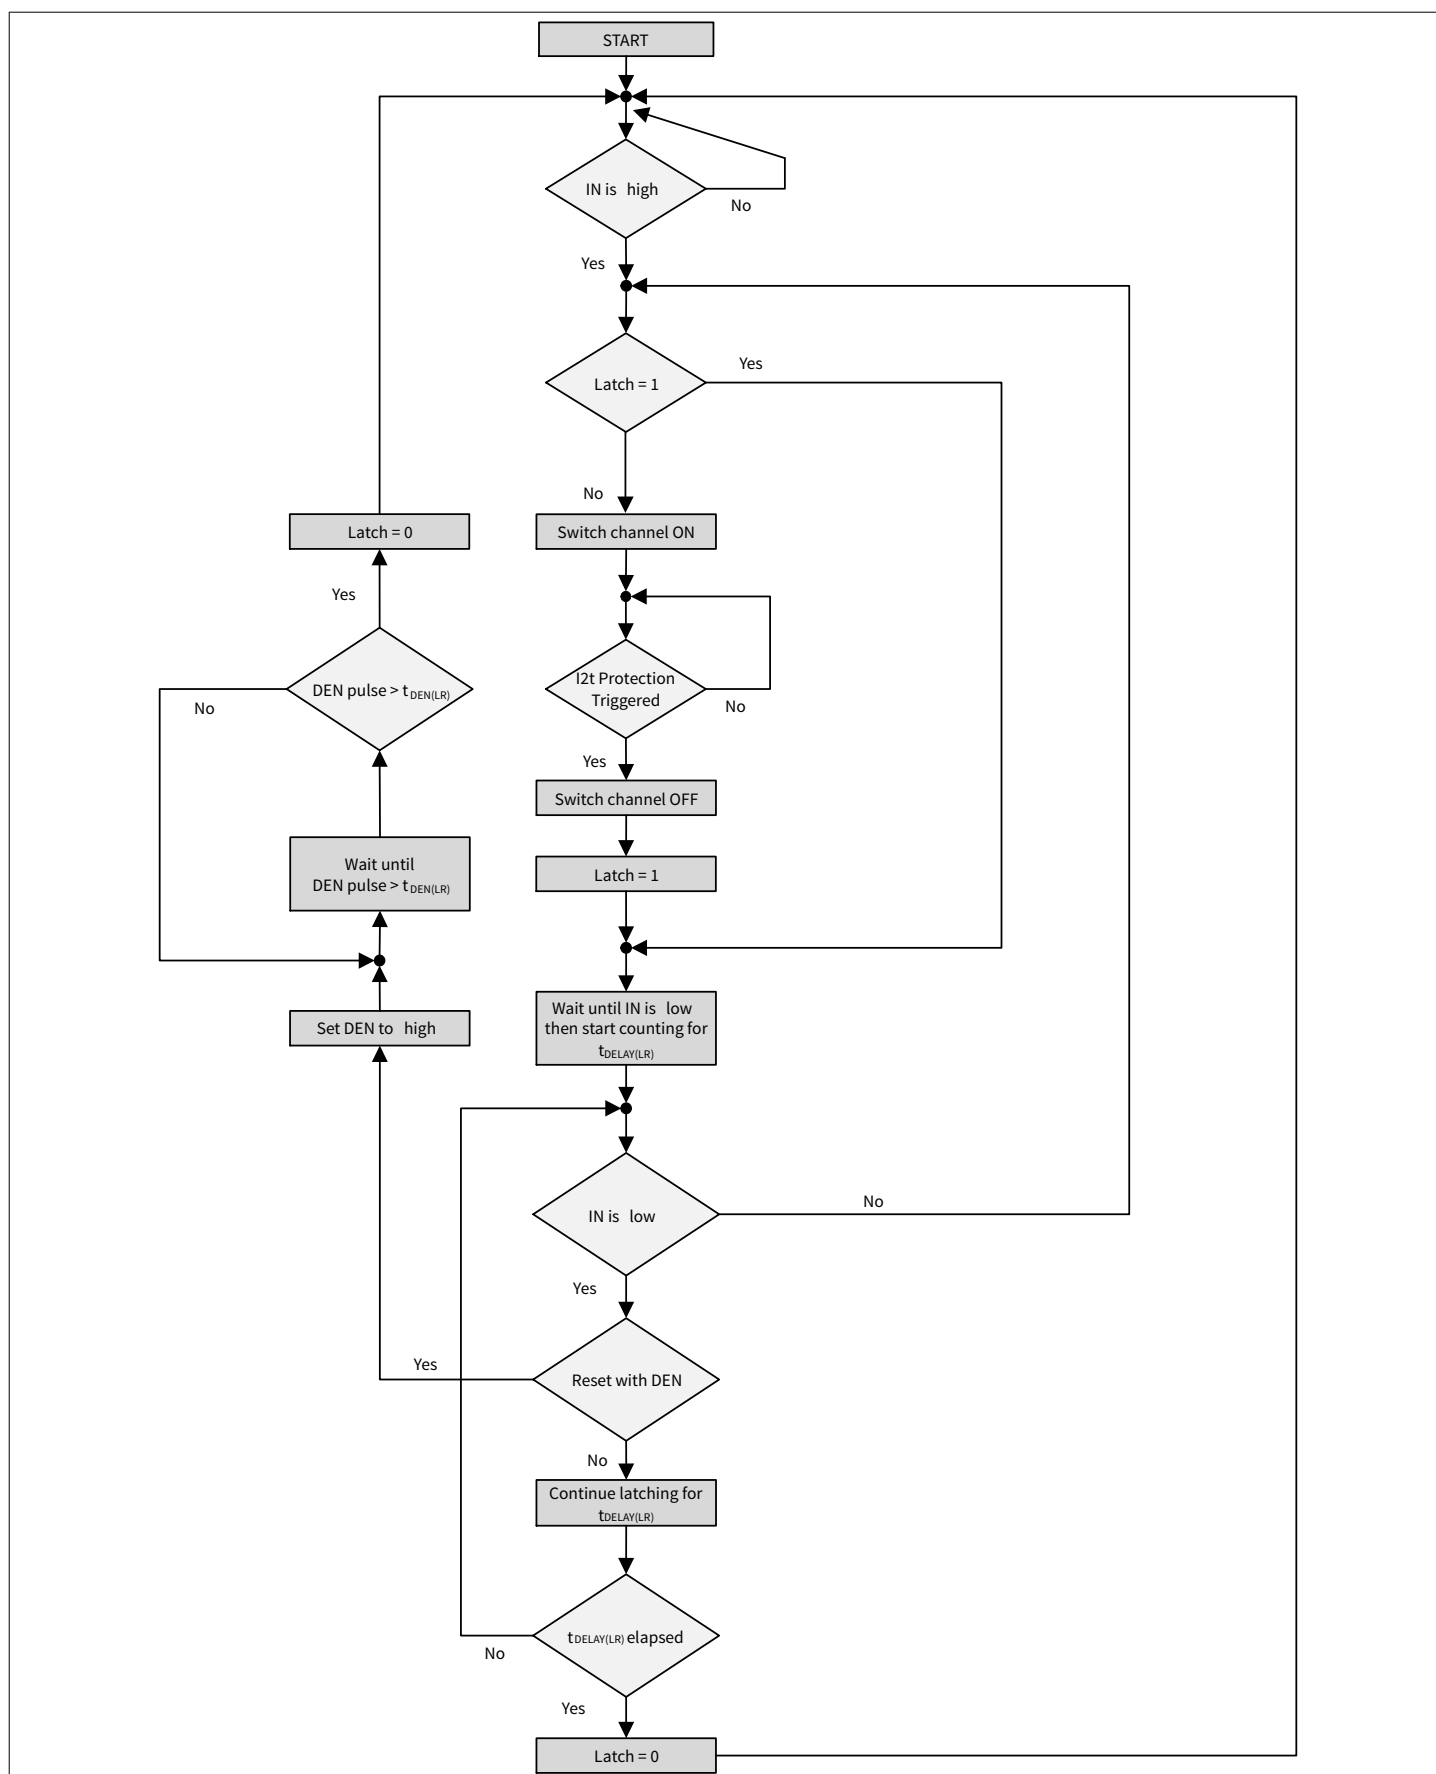 START
IN is high
No
Yes
Latch = 1
Yes
No
Latch = 0
Switch channel ON
Yes
DEN pulse > tDEN(LR)
No
I2t Protection
Triggered
No
Yes
Switch channel OFF
Wait until
DEN pulse > tDEN(LR)
Latch = 1
Set DEN to high
Wait until IN is low
then start counting for
tDELAY(LR)
IN is low
No
Yes
Reset with DEN
Yes
No
Continue latching for
tDELAY(LR)
tDELAY(LR) elapsed
No
Yes
Latch = 0